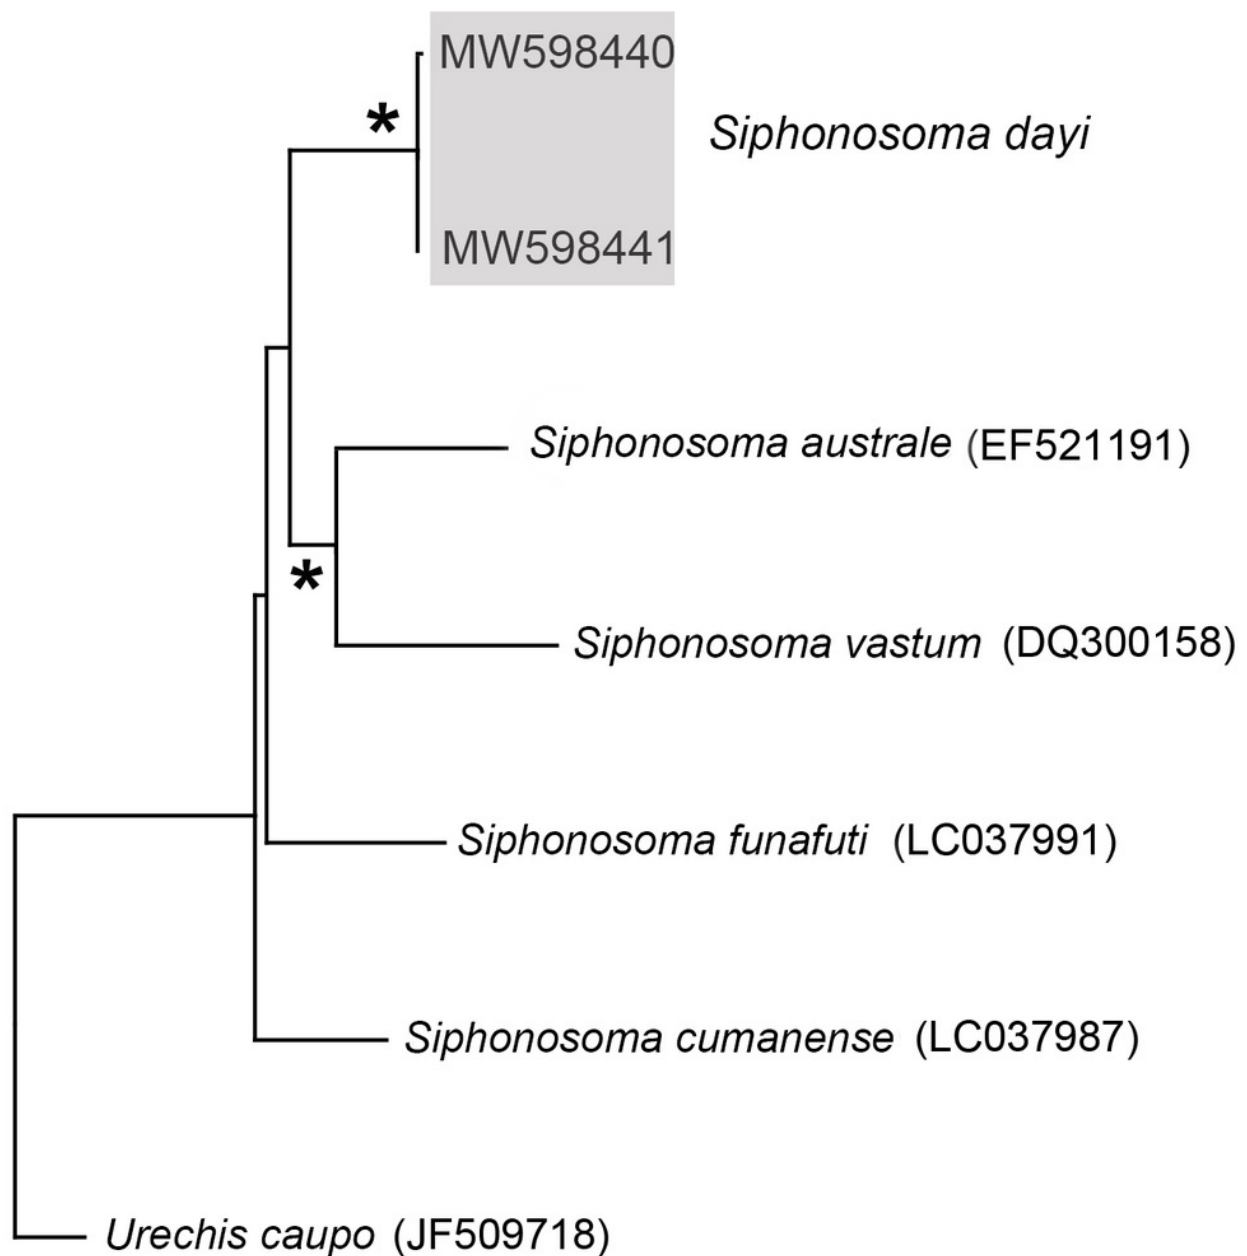 MW598440
*
Siphonosoma dayi
MW598441
Siphonosoma australe (EF521191)
*
Siphonosoma vastum (DQ300158)
Siphonosoma funafuti (LC037991)
Siphonosoma cumanense (LC037987)
Urechis caupo (JF509718)